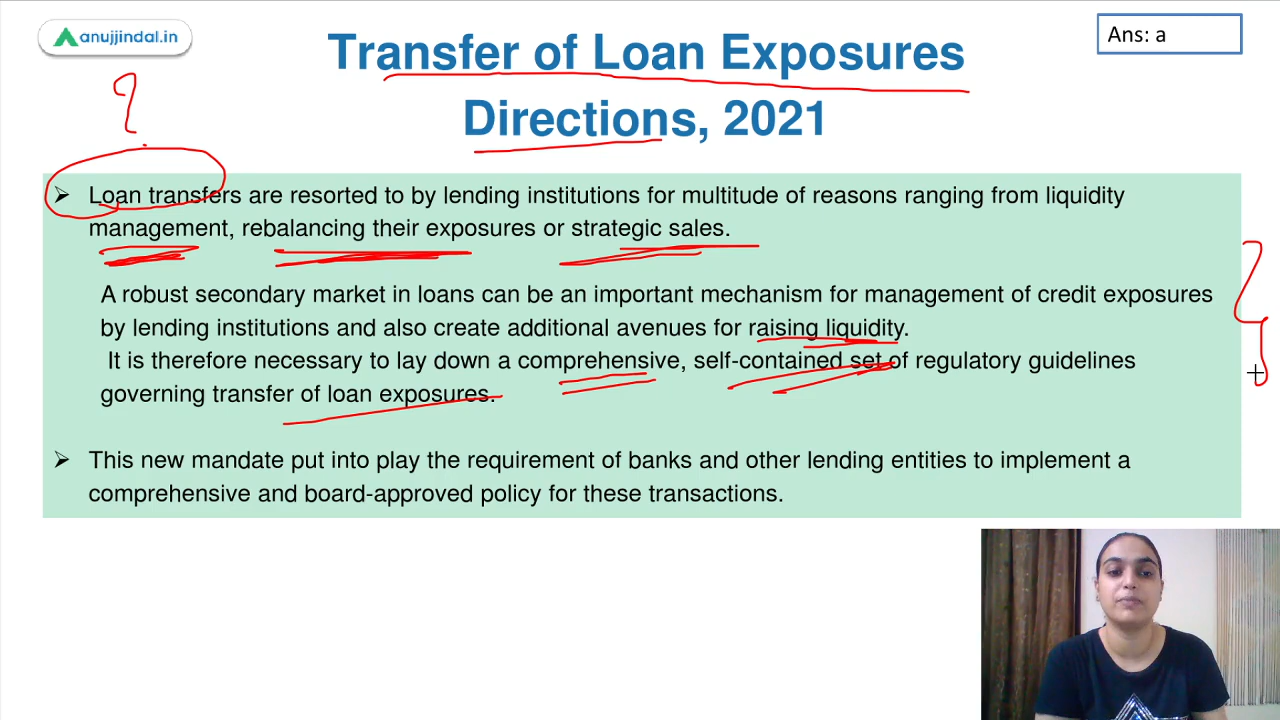 anujjindal.in
Ans: a
Transfer of Loan Exposures
Directions, 2021
?
➢ Loan transfers are resorted to by lending institutions for multitude of reasons ranging from liquidity
management, rebalancing their exposures or strategic sales.
A robust secondary market in loans can be an important mechanism for management of credit exposures
by lending institutions and also create additional avenues for raising liquidity.
It is therefore necessary to lay down a comprehensive, self-contained set of regulatory guidelines
governing transfer of loan exposures.
➢ This new mandate put into play the requirement of banks and other lending entities to implement a
comprehensive and board-approved policy for these transactions.